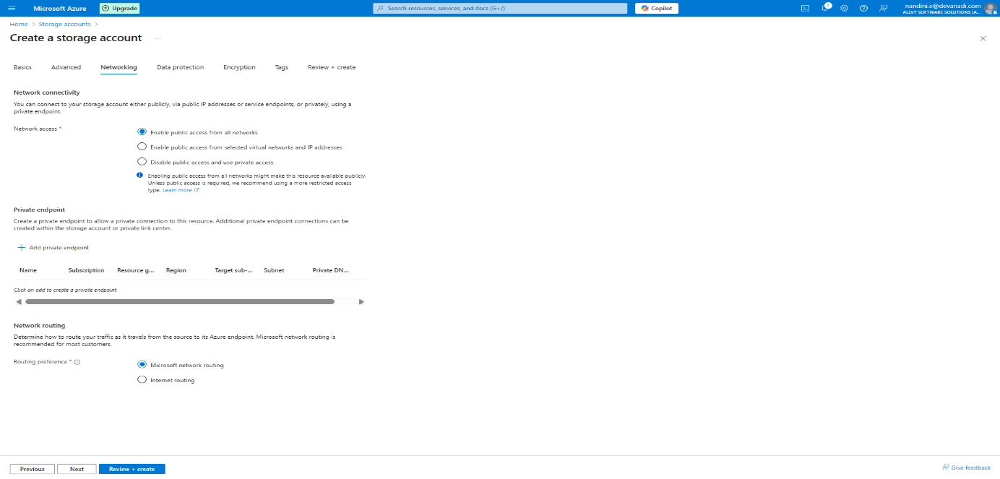 Microsoft Azure
Upgrade
Search resources, services, and docs (G+/)
Copilot
2
nandini.e@devanadi.com
ALLVY SOFTWARE SOLUTIONS (A...
Home > Storage accounts >
Create a storage account ...
Basics Advanced Networking Data protection Encryption Tags Review + create
Network connectivity
You can connect to your storage account either publicly, via public IP addresses or service endpoints, or privately, using a
private endpoint.
Network access *
Enable public access from all networks
Enable public access from selected virtual networks and IP addresses
Disable public access and use private access
Enabling public access from all networks might make this resource available publicly.
Unless public access is required, we recommend using a more restricted access
type. Learn more
Private endpoint
Create a private endpoint to allow a private connection to this resource. Additional private endpoint connections can be
created within the storage account or private link center.
+ Add private endpoint
Name Subscription Resource g... Region Target sub-... Subnet Private DN...
Click on add to create a private endpoint
Network routing
Determine how to route your traffic as it travels from the source to its Azure endpoint. Microsoft network routing is
recommended for most customers.
Routing preference *
Microsoft network routing
Internet routing
Previous Next Review + create
Give feedback